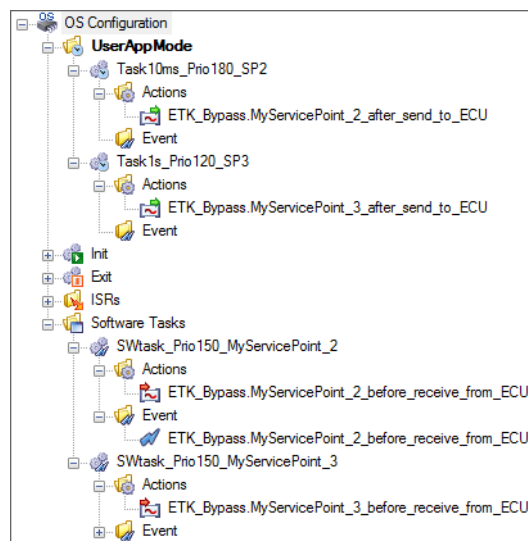 OS Configuration
UserAppMode
Task10ms_Prio180_SP2
Actions
ETK_Bypass.MyServicePoint_2_after_send_to_ECU
Event
Task1s_Prio120_SP3
Actions
ETK_Bypass.MyServicePoint_3_after_send_to_ECU
Event
Init
Exit
ISRs
Software Tasks
SWtask_Prio150_MyServicePoint_2
Actions
ETK_Bypass.MyServicePoint_2_before_receive_from_ECU
Event
ETK_Bypass.MyServicePoint_2_before_receive_from_ECU
SWtask_Prio150_MyServicePoint_3
Actions
ETK_Bypass.MyServicePoint_3_before_receive_from_ECU
Event